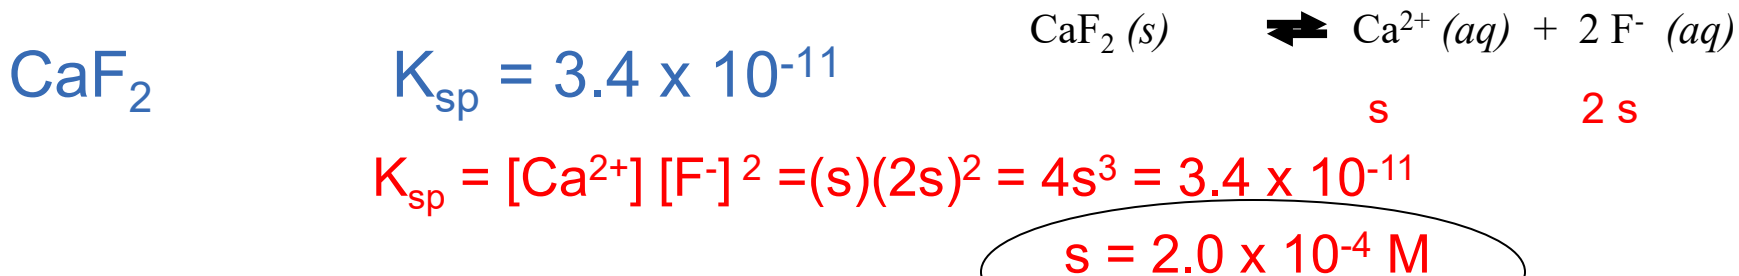 CaF₂ (s) ⇌ Ca²⁺ (aq) + 2 F⁻ (aq)
CaF₂ Kₛₚ = 3.4 x 10⁻¹¹
s 2 s
Kₛₚ = [Ca²⁺] [F⁻] ² =(s)(2s)² = 4s³ = 3.4 x 10⁻¹¹
s = 2.0 x 10⁻⁴ M